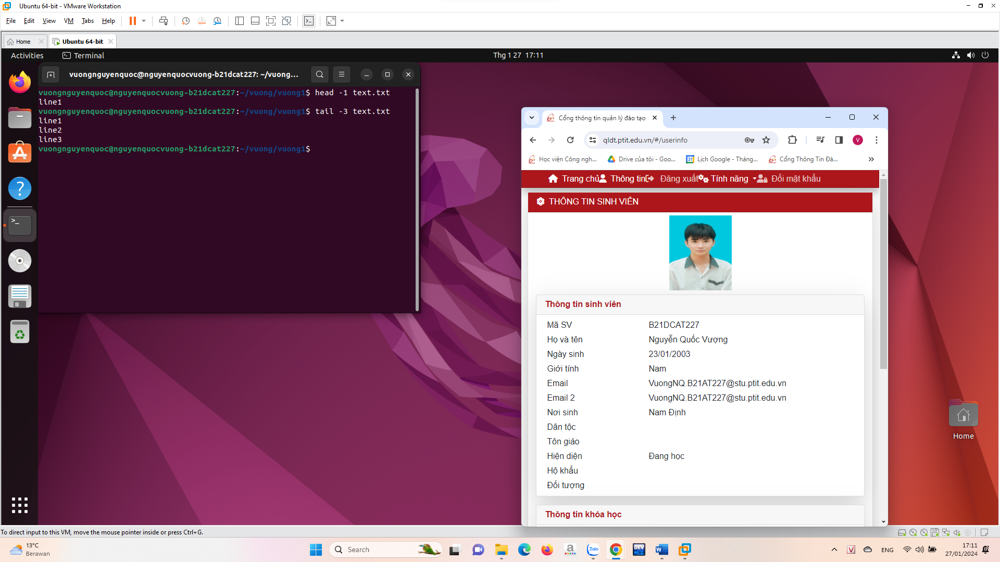 Ubuntu 64-bit - VMware Workstation
File Edit View VM Tabs Help
Home
Ubuntu 64-bit
Activities
Terminal
Thg 1 27 17:11
vuongnguyenquoc@nguyenquocvuong-b21dcat227: ~/vuong...
vuongnguyenquoc@nguyenquocvuong-b21dcat227:~/vuong/vuong1$ head -1 text.txt
line1
vuongnguyenquoc@nguyenquocvuong-b21dcat227:~/vuong/vuong1$ tail -3 text.txt
line1
line2
line3
vuongnguyenquoc@nguyenquocvuong-b21dcat227:~/vuong/vuong1$
Cổng thông tin quản lý đào tạo
qldt.ptit.edu.vn/#/userinfo
V
Học viện Công ngh...
Drive của tôi - Goo...
31
Lịch Google - Tháng...
Cổng Thông Tin Đà...
Trang chủ
Thông tin
Đăng xuất
Tính năng
Đổi mật khẩu
THÔNG TIN SINH VIÊN
Thông tin sinh viên
Mã SV B21DCAT227
Họ và tên Nguyễn Quốc Vượng
Ngày sinh 23/01/2003
Giới tính Nam
Email VuongNQ.B21AT227@stu.ptit.edu.vn
Email 2 VuongNQ.B21AT227@stu.ptit.edu.vn
Nơi sinh Nam Định
Dân tộc
Tôn giáo
Hiện diện Đang học
Hộ khẩu
Đối tượng
Thông tin khóa học
Home
To direct input to this VM, move the mouse pointer inside or press Ctrl+G.
13°C
Berawan
Search
Zalo
DEV
ENG
17:11
27/01/2024